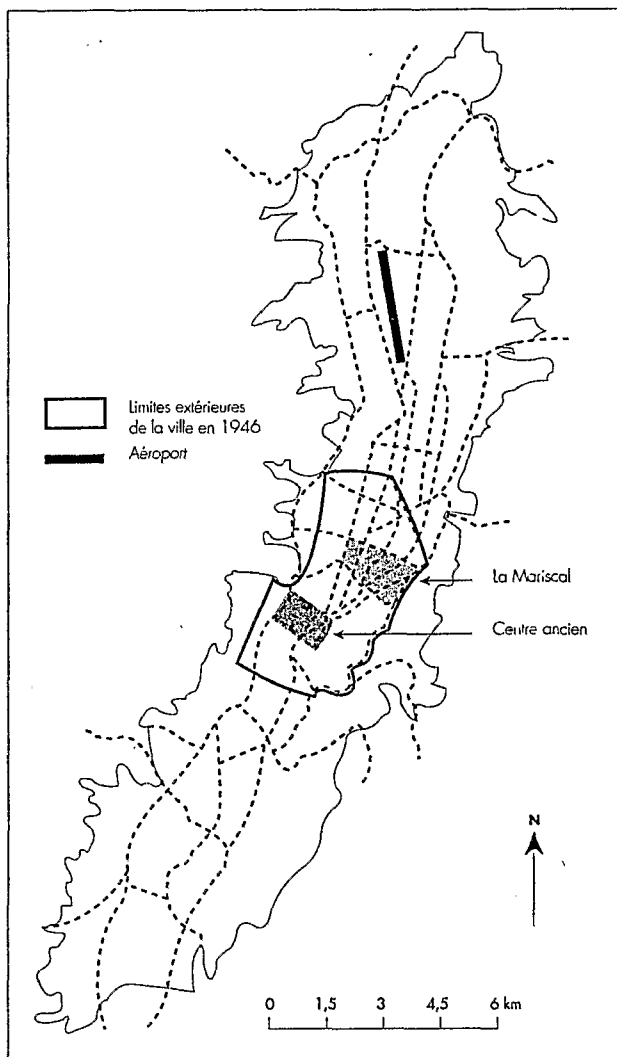 Limites extérieures
de la ville en 1946
Aéroport
La Mariscal
Centre ancien
N
0 1,5 3 4,5 6 km